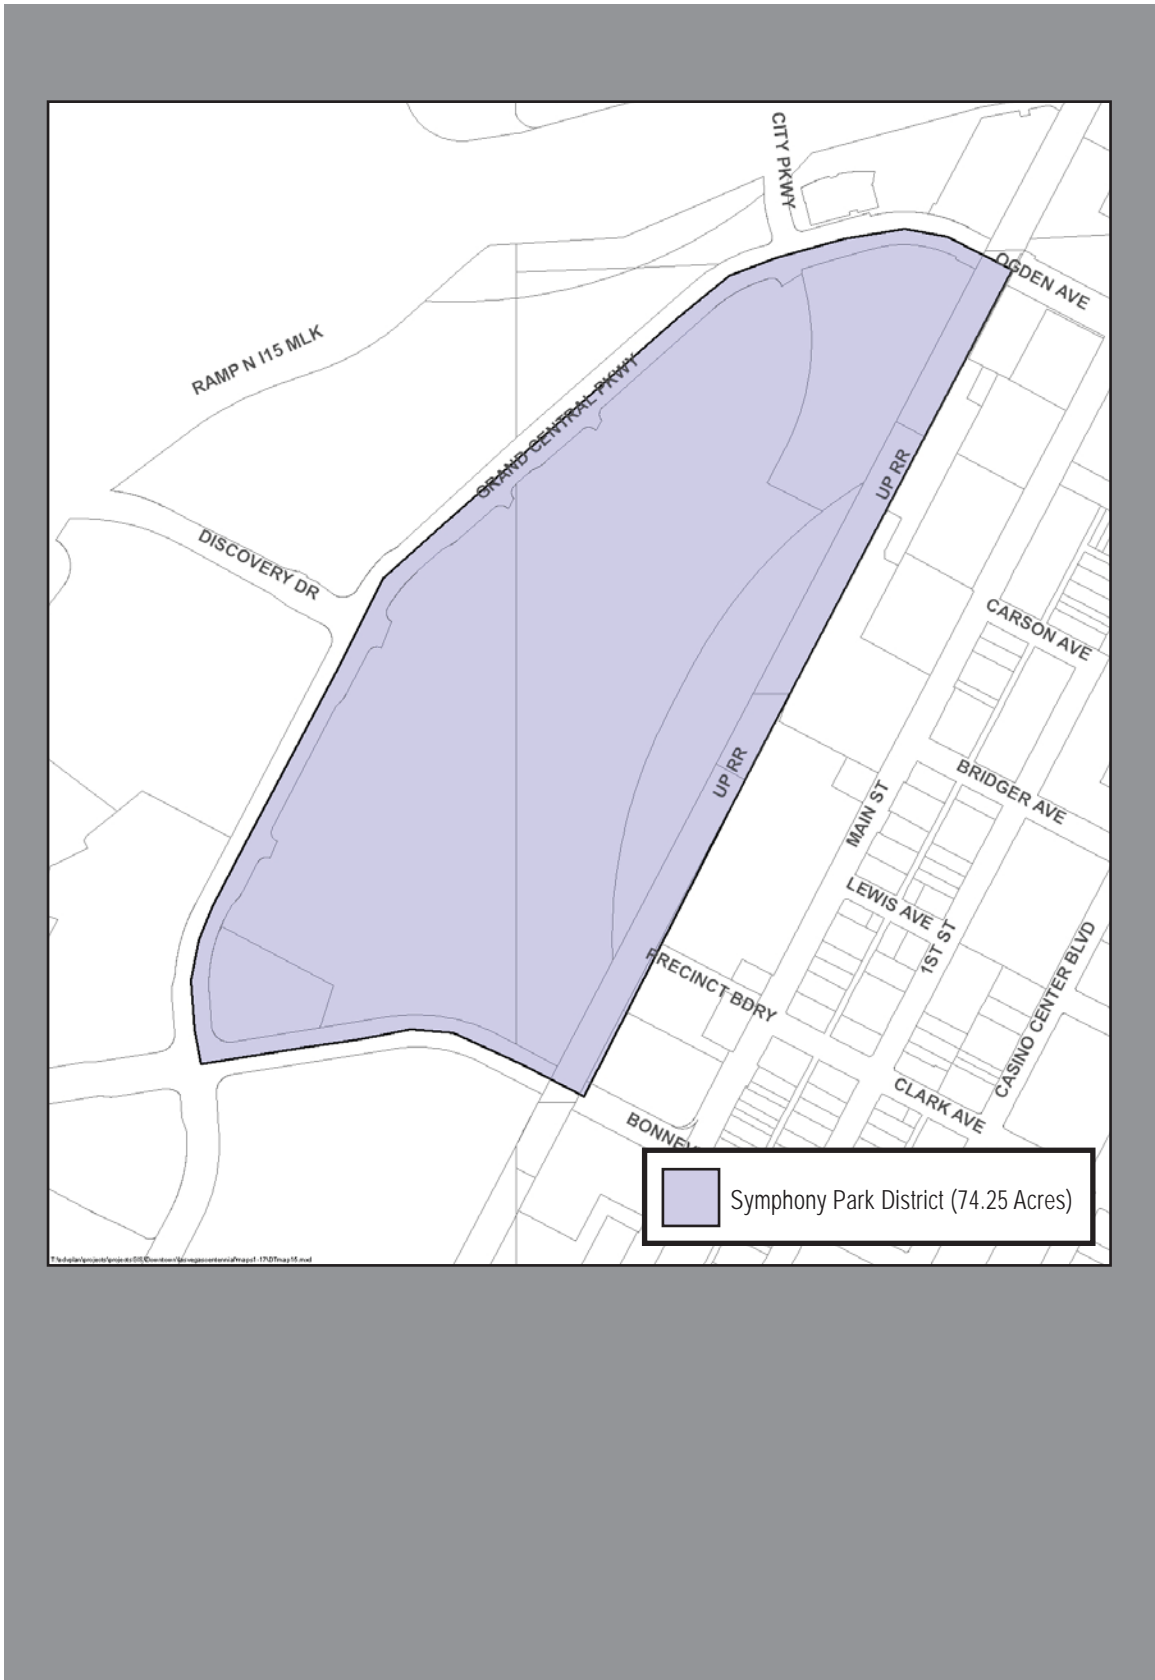 CITY PKWY
OGDEN AVE
RAMP N I15 MLK
GRAND CENTRAL PKWY
UP RR
DISCOVERY DR
CARSON AVE
UP RR
BRIDGER AVE
MAIN ST
LEWIS AVE
1ST ST
CASINO CENTER BLVD
PRECINCT BDRY
CLARK AVE
BONNEV
Symphony Park District (74.25 Acres)